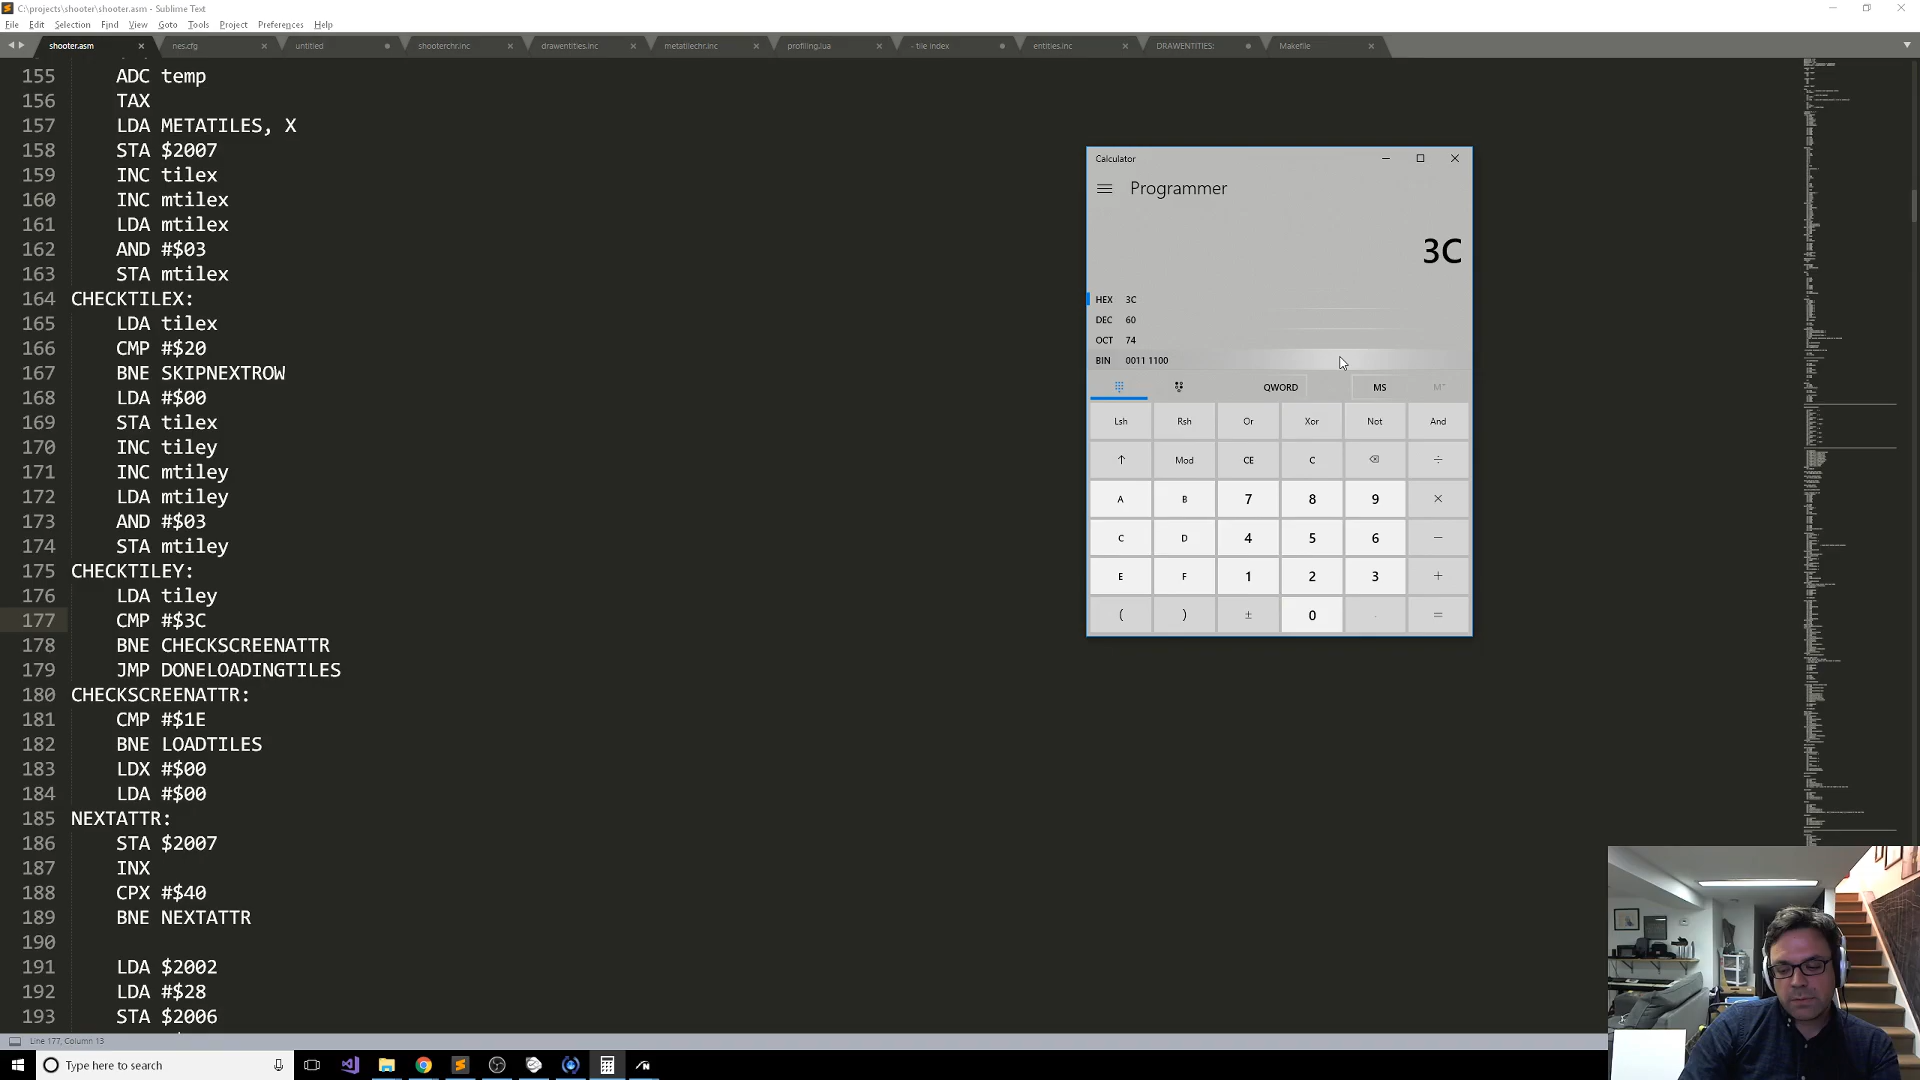 C:\projects\shooter\shooter.asm - Sublime Text
File Edit Selection Find View Goto Tools Project Preferences Help
shooter.asm nes.cfg untitled shooterchr.inc drawentities.inc metatilechr.inc profiling.lua - tile index entities.inc DRAWENTITIES: Makefile
155 ADC temp
156 TAX
157 LDA METATILES, X
158 STA $2007
159 INC tilex
160 INC mtilex
161 LDA mtilex
162 AND #$03
163 STA mtilex
164 CHECKTILEX:
165 LDA tilex
166 CMP #$20
167 BNE SKIPNEXTROW
168 LDA #$00
169 STA tilex
170 INC tiley
171 INC mtiley
172 LDA mtiley
173 AND #$03
174 STA mtiley
175 CHECKTILEY:
176 LDA tiley
177 CMP #$3C
178 BNE CHECKSCREENATTR
179 JMP DONELOADINGTILES
180 CHECKSCREENATTR:
181 CMP #$1E
182 BNE LOADTILES
183 LDX #$00
184 LDA #$00
185 NEXTATTR:
186 STA $2007
187 INX
188 CPX #$40
189 BNE NEXTATTR
190
191 LDA $2002
192 LDA #$28
193 STA $2006
Calculator
Programmer
3C
HEX 3C
DEC 60
OCT 74
BIN 0011 1100
QWORD MS
Lsh Rsh Or Xor Not And
↑ Mod CE C ÷
A B 7 8 9 ×
C D 4 5 6 −
E F 1 2 3 +
( ) ± 0 . =
Line 177, Column 13
Type here to search